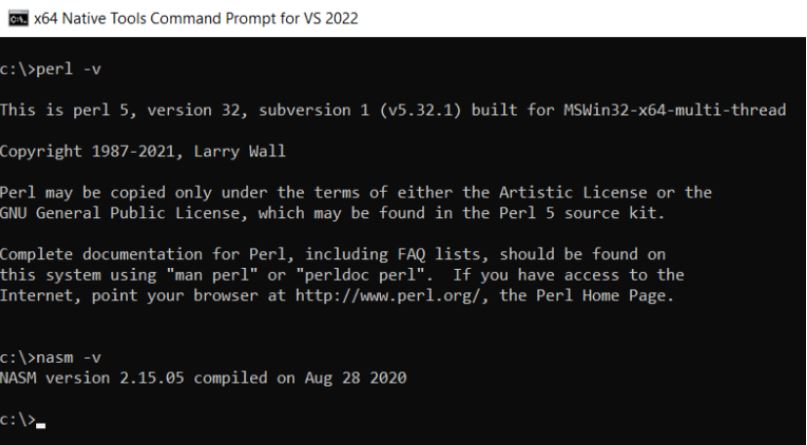 x64 Native Tools Command Prompt for VS 2022
c:\>perl -v
This is perl 5, version 32, subversion 1 (v5.32.1) built for MSWin32-x64-multi-thread
Copyright 1987-2021, Larry Wall
Perl may be copied only under the terms of either the Artistic License or the
GNU General Public License, which may be found in the Perl 5 source kit.
Complete documentation for Perl, including FAQ lists, should be found on
this system using "man perl" or "perldoc perl".  If you have access to the
Internet, point your browser at http://www.perl.org/, the Perl Home Page.
c:\>nasm -v
NASM version 2.15.05 compiled on Aug 28 2020
c:\>